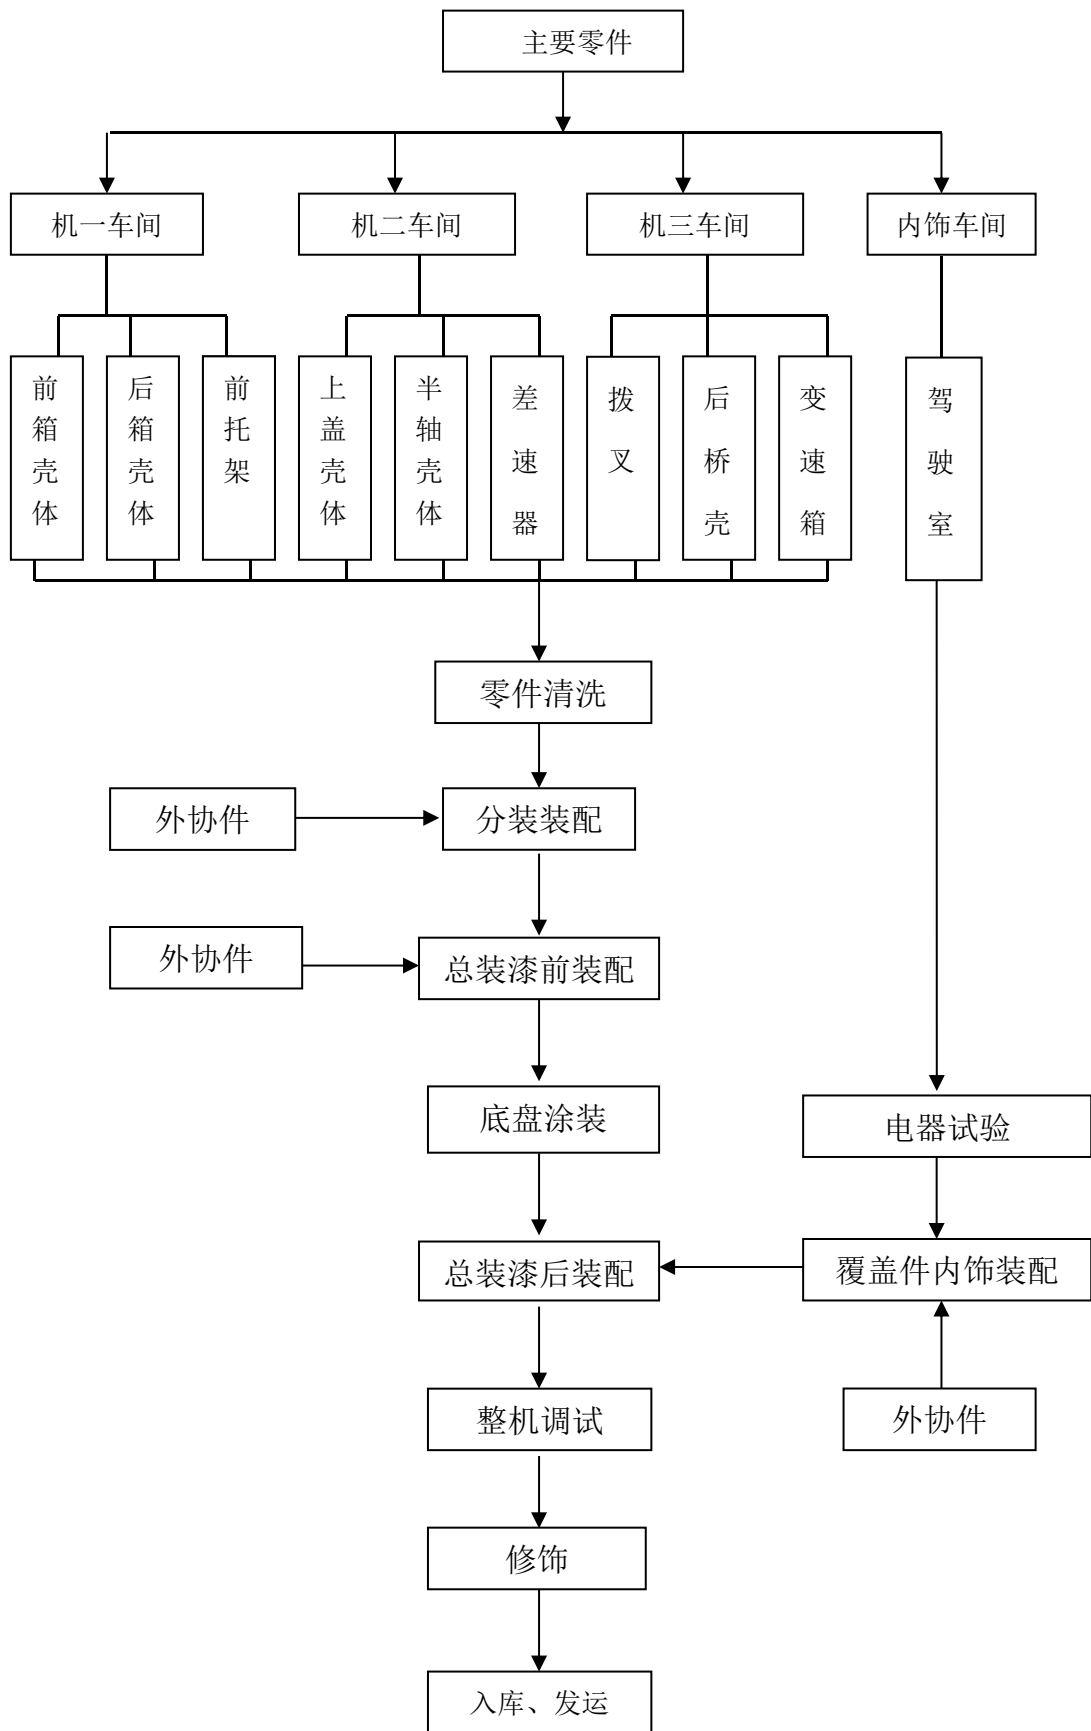 主要零件
机一车间
机二车间
机三车间
内饰车间
前箱壳体
后箱壳体
前托架
上盖壳体
半轴壳体
差速器
拨叉
后桥壳
变速箱
驾驶室
零件清洗
外协件
分装装配
外协件
总装漆前装配
底盘涂装
电器试验
总装漆后装配
覆盖件内饰装配
整机调试
外协件
修饰
入库、发运